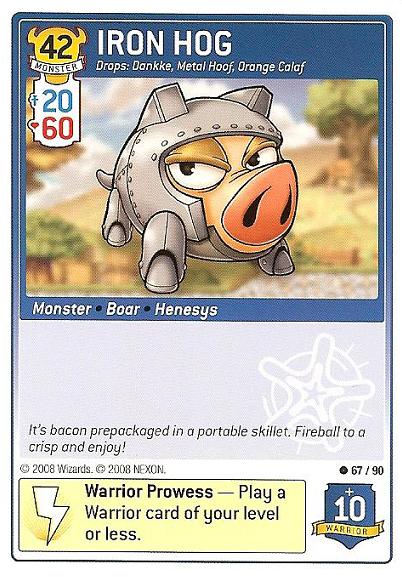 42
MONSTER
IRON HOG
Drops: Dankke, Metal Hoof, Orange Calaf
+20
60
Monster • Boar • Henesys
It's bacon prepackaged in a portable skillet. Fireball to a
crisp and enjoy!
© 2008 Wizards. © 2008 NEXON.
67 / 90
Warrior Prowess — Play a
Warrior card of your level
or less.
+
10
WARRIOR